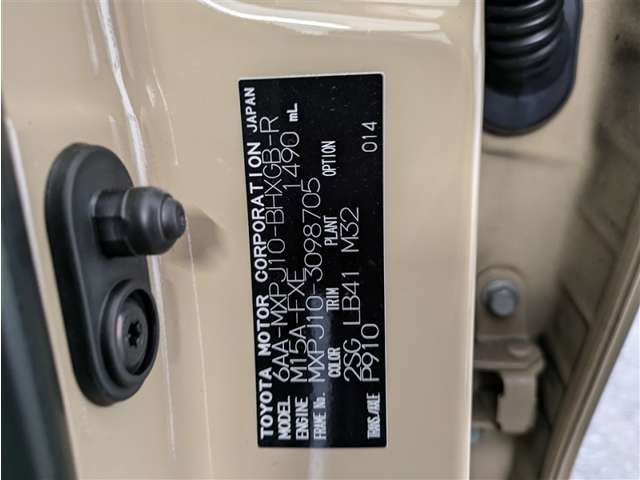 TOYOTA MOTOR CORPORATION JAPAN
MODEL 6AA-MXPJ10-BHXGB-R
ENGINE M15A-FXE 1490 mL
FRAME No. MXPJ10-3098705
COLOR TRIM PLANT OPTION
2SG LB41 M32 014
TRANS/AXLE P910